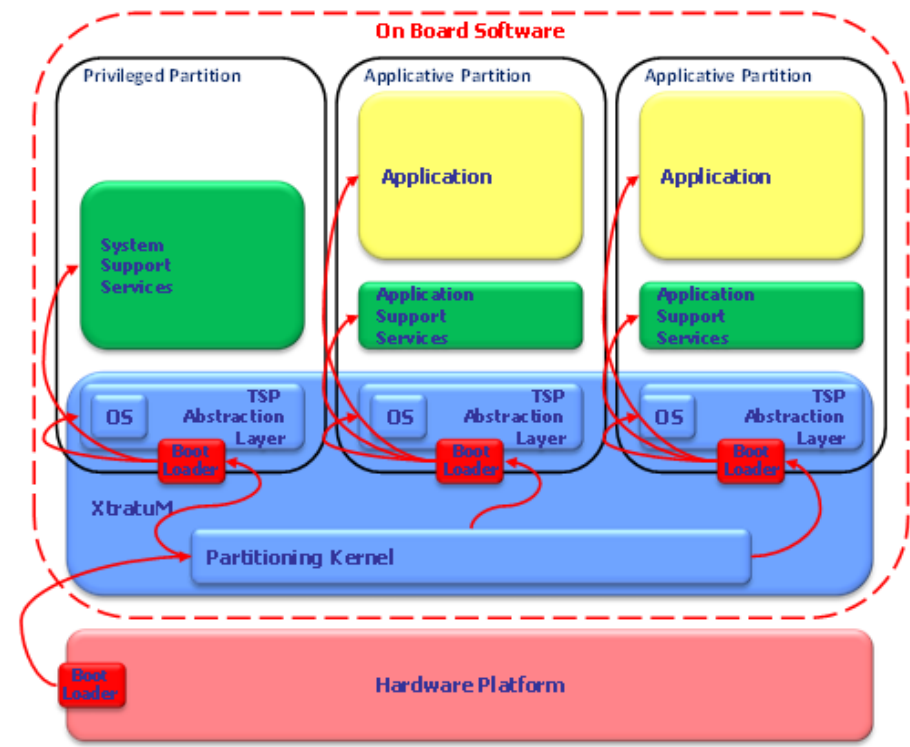 On Board Software
Privileged Partition
Applicative Partition
Applicative Partition
Application
Application
System
Support
Services
Application
Support
Services
Application
Support
Services
OS
TSP
Abstraction
Layer
OS
TSP
Abstraction
Layer
OS
TSP
Abstraction
Layer
Boot
Loader
Boot
Loader
Boot
Loader
XtratuM
Partitioning Kernel
Boot
Loader
Hardware Platform